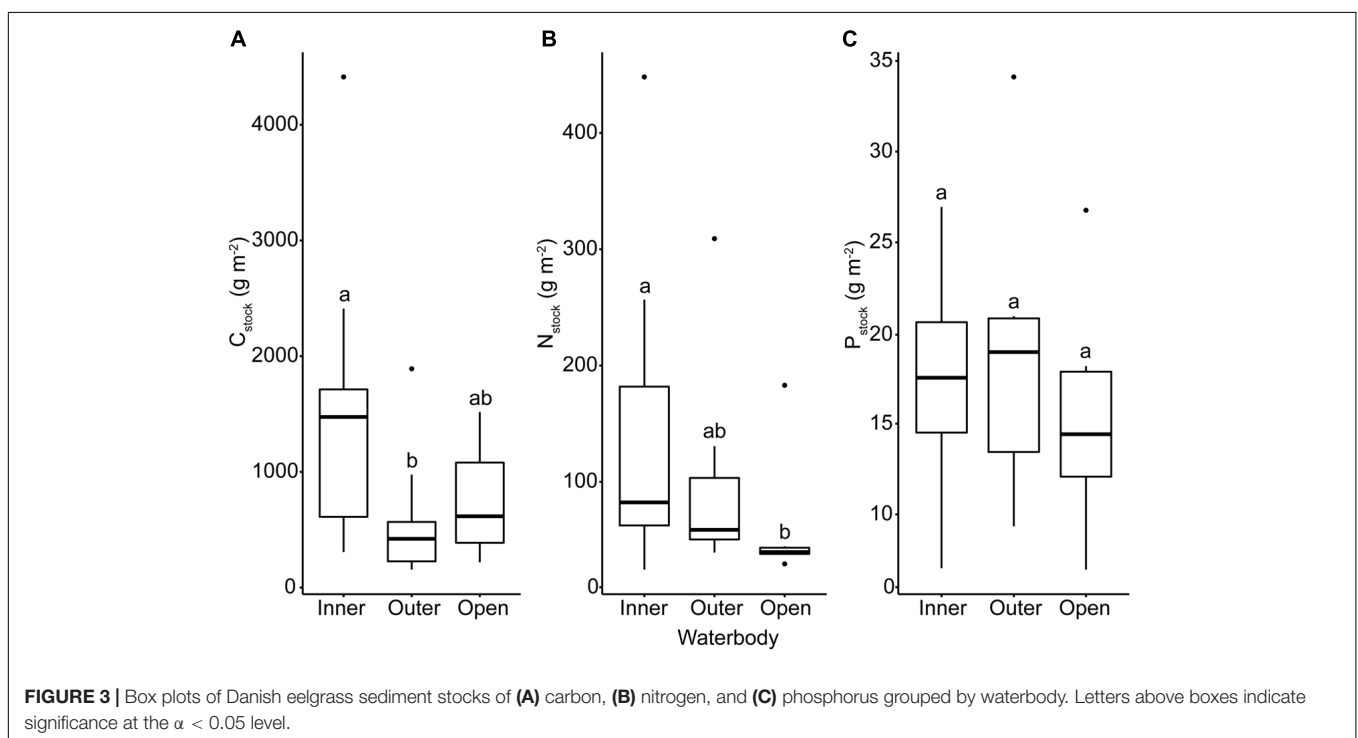 A
B
C
4000
3000
2000
1000
0
C stock (g m-2)
a
b
ab
Inner Outer Open
400
300
200
100
0
N stock (g m-2)
a
ab
b
Inner Outer Open
Waterbody
35
30
25
20
15
10
0
P stock (g m-2)
a
a
a
Inner Outer Open
FIGURE 3 | Box plots of Danish eelgrass sediment stocks of (A) carbon, (B) nitrogen, and (C) phosphorus grouped by waterbody. Letters above boxes indicate
significance at the α < 0.05 level.